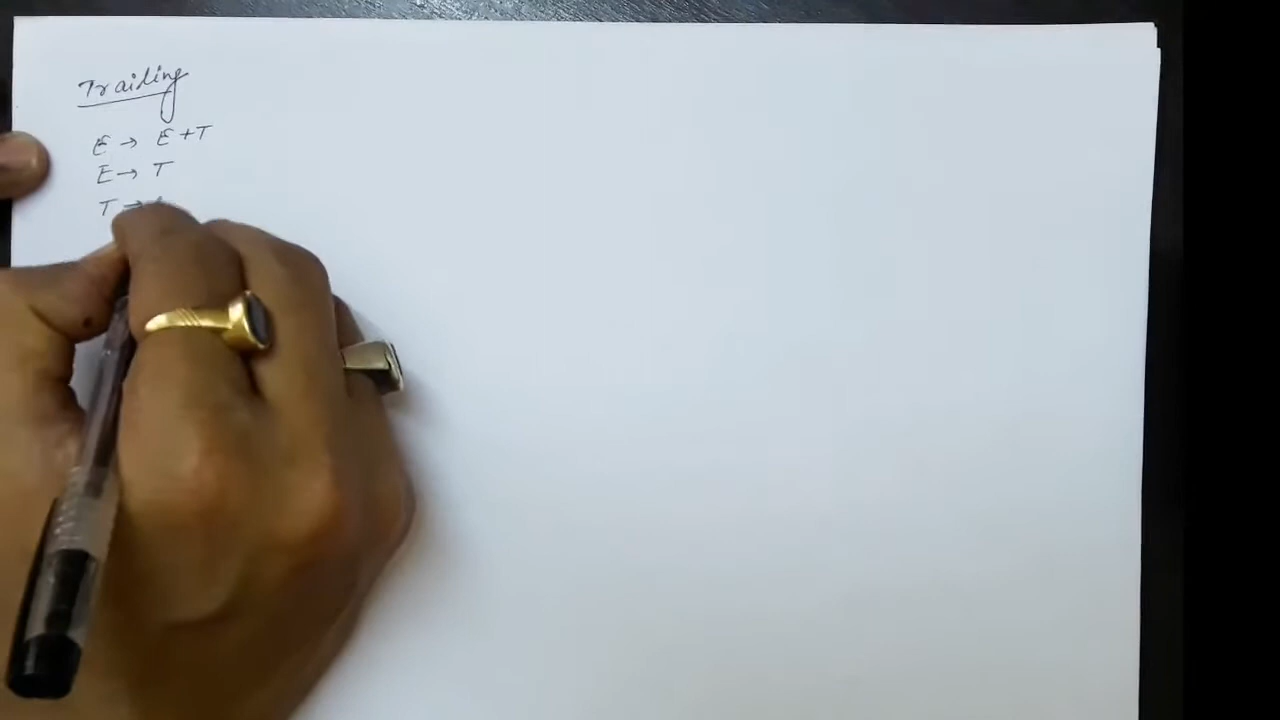 Trailing
E → E + T
E → T
T →